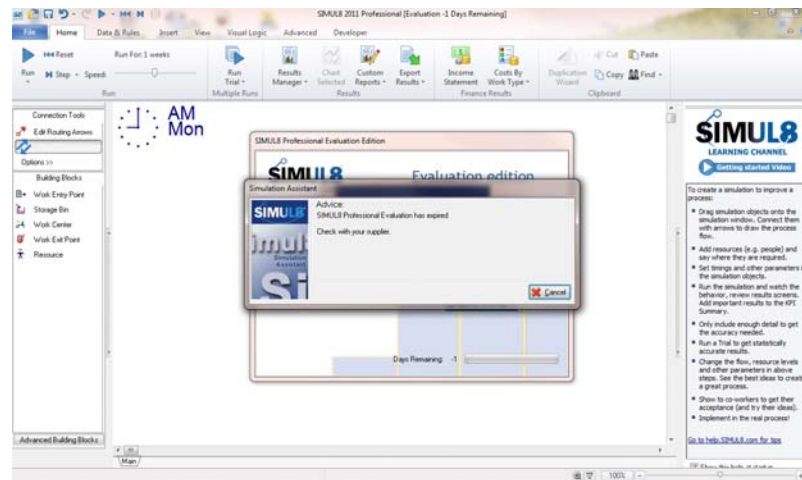 SIMUL8 2011 Professional [Evaluation -1 Days Remaining]
File Home Data & Rules Insert View Visual Logic Advanced Developer
Reset Run For: 1 weeks
Run Step Speed:
Run Trial
Results Manager
Chart Selected
Custom Reports
Export Results
Income Statement
Costs By Work Type
Duplication Wizard
Cut Paste
Copy Find
Run Multiple Runs Results Finance Results Clipboard
Connection Tools
Edit Routing Arrows
Options >>
Building Blocks
Work Entry Point
Storage Bin
Work Center
Work Exit Point
Resource
Advanced Building Blocks
AM
Mon
SIMUL8 Professional Evaluation Edition
SIMUL8 Evaluation edition
Simulation Assistant
SIMUL8
Simulation
Assistant
Advice:
SIMUL8 Professional Evaluation has expired
Check with your supplier.
Cancel
Days Remaining: -1
SIMUL8
LEARNING CHANNEL
Getting started Video
To create a simulation to improve a
process:
Drag simulation objects onto the
simulation window. Connect them
with arrows to draw the process
flow.
Add resources (e.g. people) and
say where they are required.
Set timings and other parameters
the simulation objects.
Run the simulation and watch the
behavior, review results screens.
Add important results to the KPI
Summary.
Only include enough detail to get
the accuracy needed.
Run a Trial to get statistically
accurate results.
Change the flow, resource levels
and other parameters in above
steps. See the best ideas to creat
a great process.
Show to co-workers to get their
acceptance (and try their ideas).
Implement in the real process!
Go to help.SIMUL8.com for tips
Main
100%